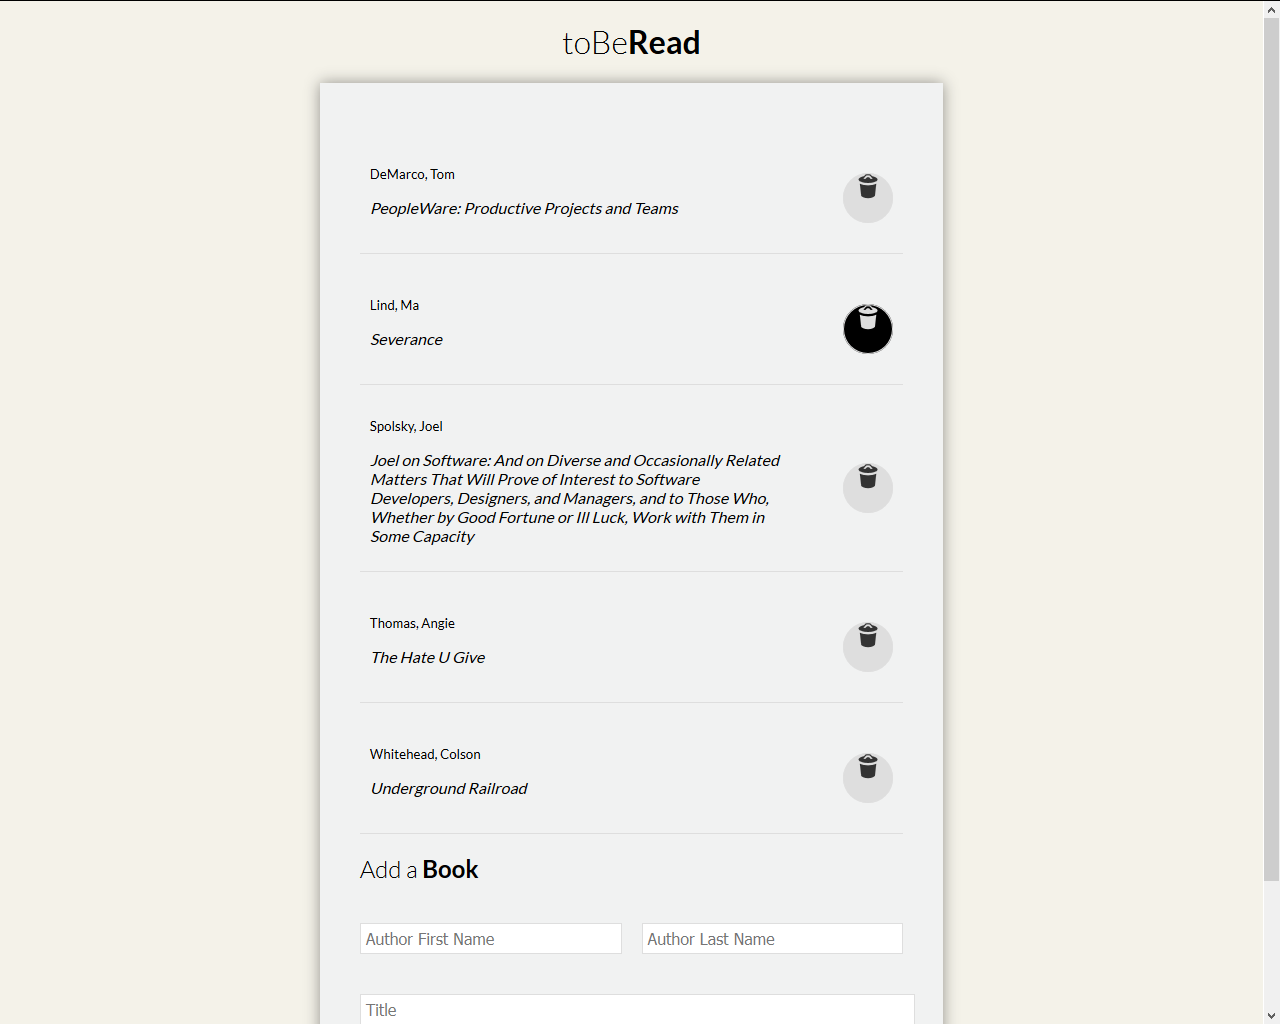 toBeRead
DeMarco, Tom
PeopleWare: Productive Projects and Teams
Lind, Ma
Severance
Spolsky, Joel
Joel on Software: And on Diverse and Occasionally Related
Matters That Will Prove of Interest to Software
Developers, Designers, and Managers, and to Those Who,
Whether by Good Fortune or Ill Luck, Work with Them in
Some Capacity
Thomas, Angie
The Hate U Give
Whitehead, Colson
Underground Railroad
Add a Book
Author First Name
Author Last Name
Title